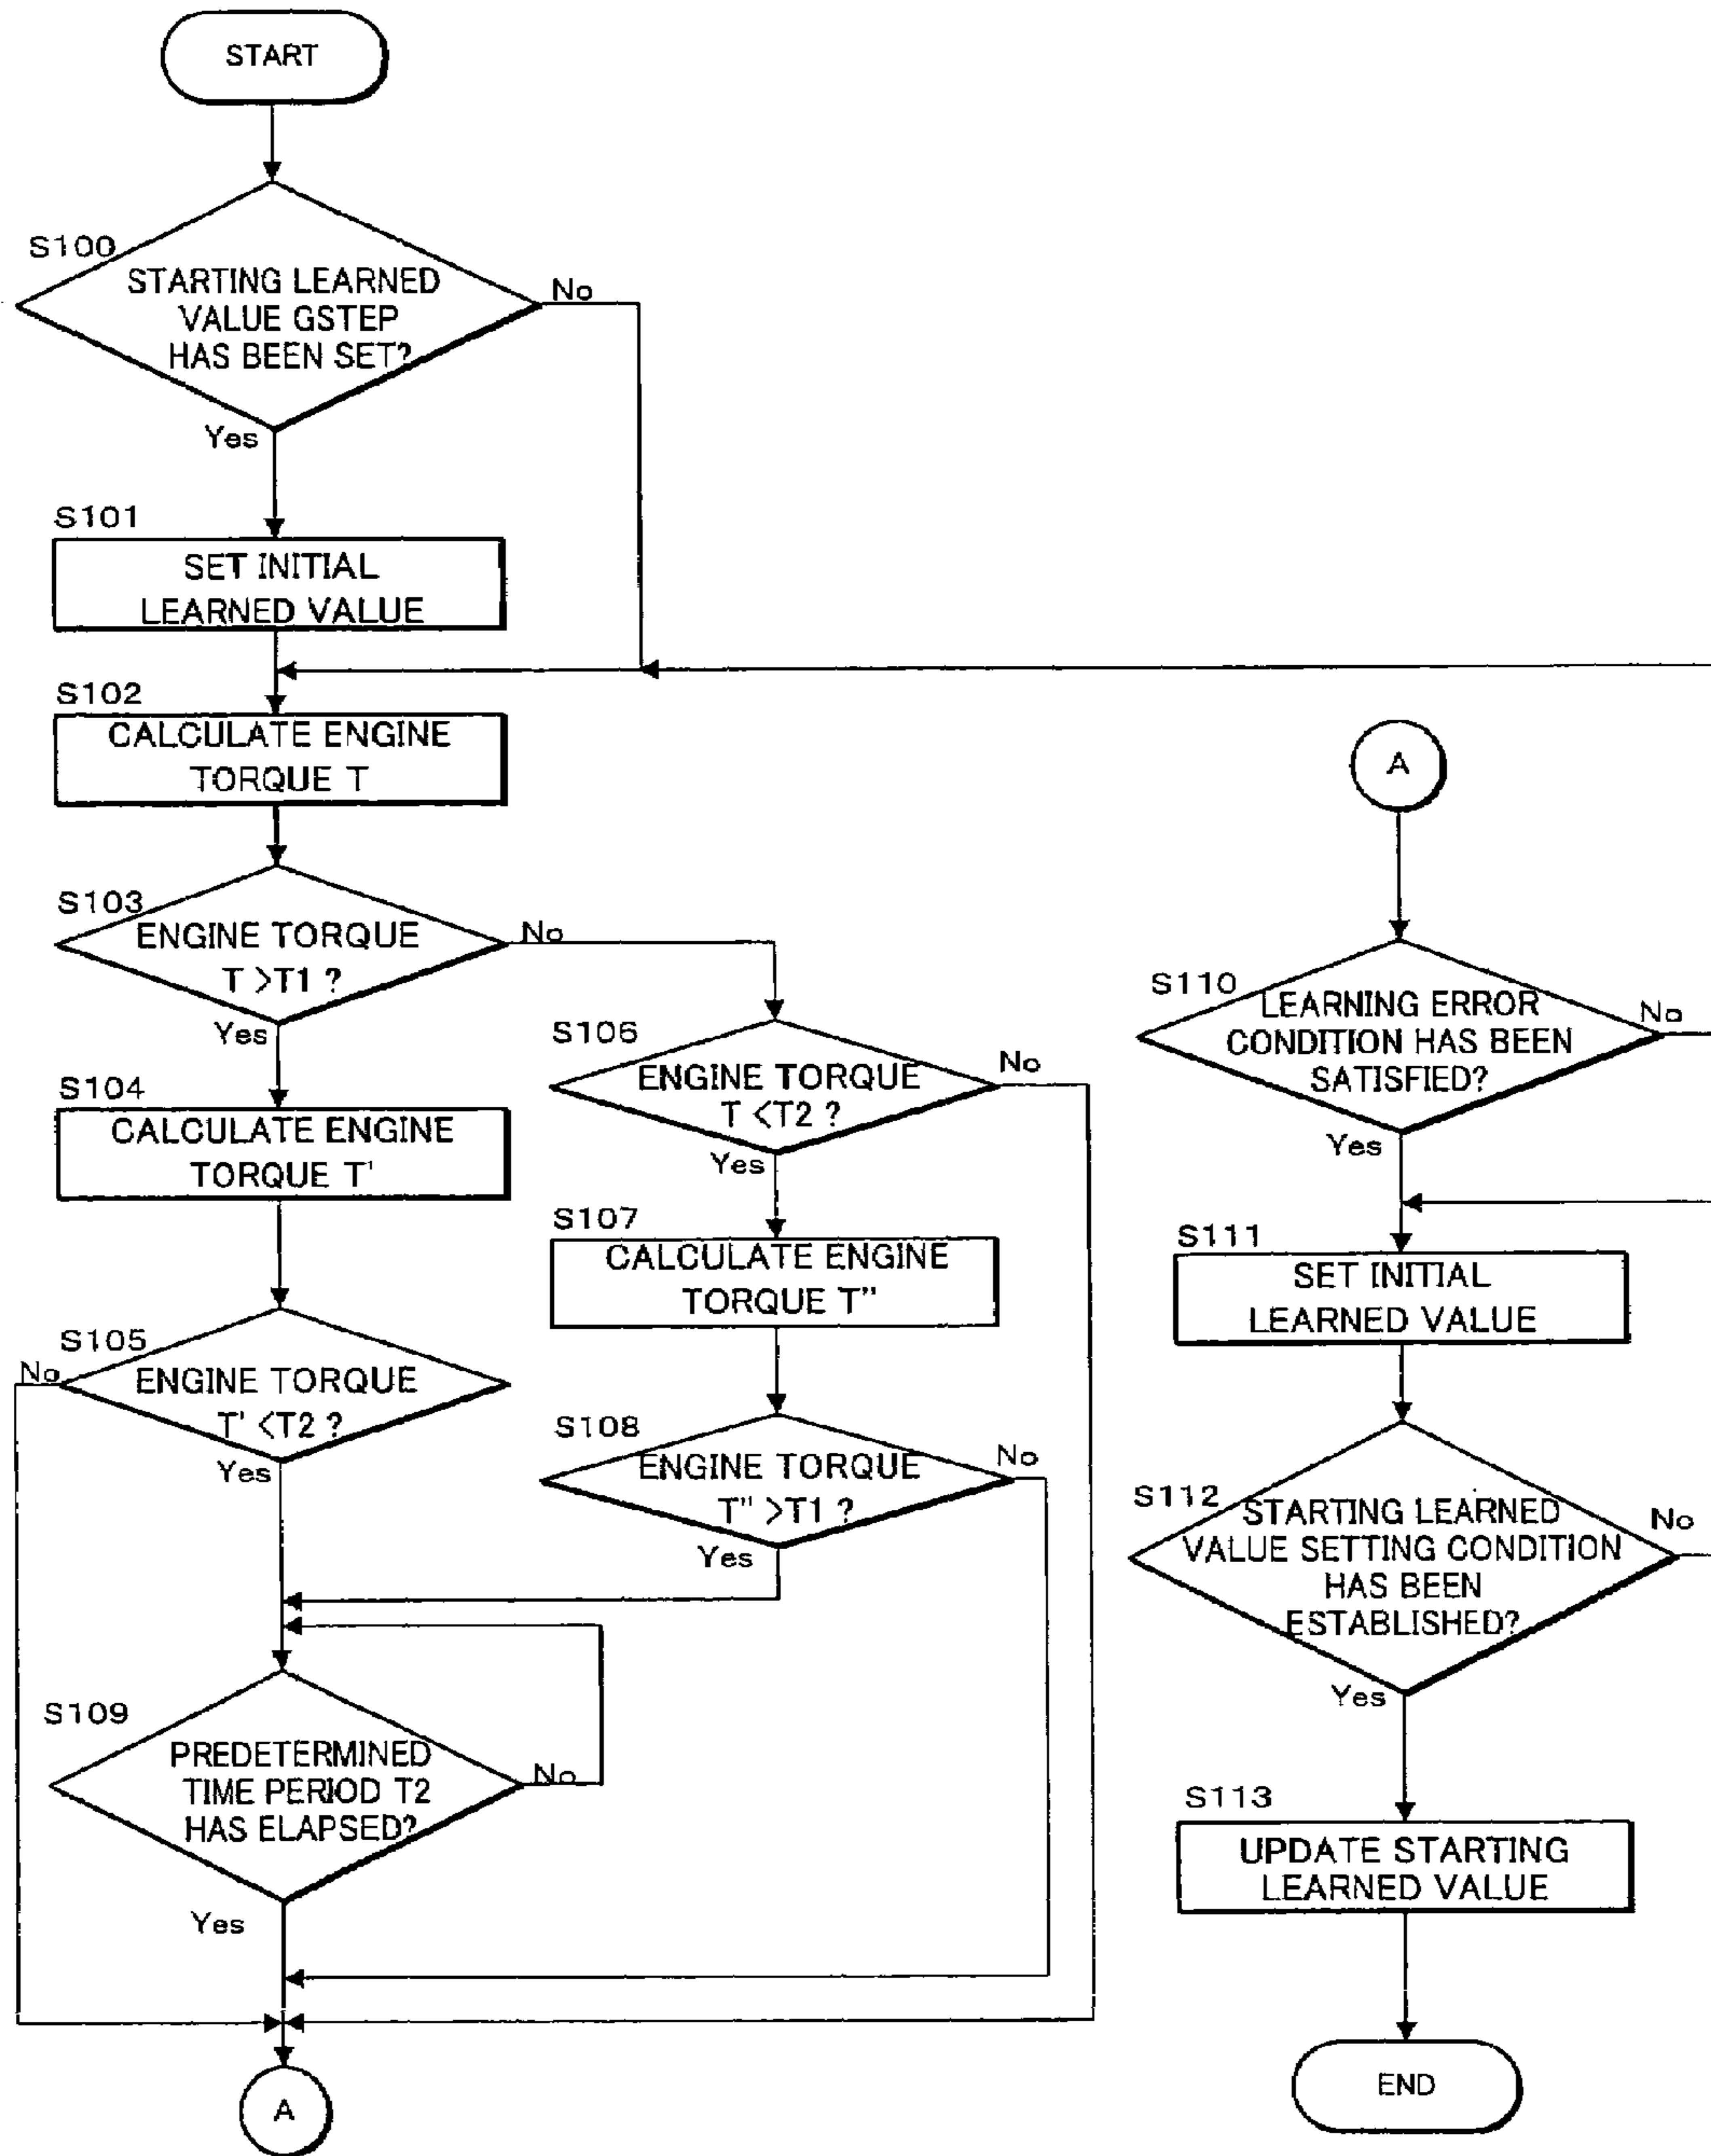 START
S100
STARTING LEARNED
VALUE GSTEP
HAS BEEN SET?
No
Yes
S101
SET INITIAL
LEARNED VALUE
S102
CALCULATE ENGINE
TORQUE T
S103
ENGINE TORQUE
T >T1 ?
No
Yes
S104
CALCULATE ENGINE
TORQUE T'
S105
No
ENGINE TORQUE
T' <T2 ?
Yes
S106
No
ENGINE TORQUE
T <T2 ?
Yes
S107
CALCULATE ENGINE
TORQUE T"
S108
No
ENGINE TORQUE
T" >T1 ?
Yes
S109
PREDETERMINED
TIME PERIOD T2
HAS ELAPSED?
No
Yes
A
A
S110
No
LEARNING ERROR
CONDITION HAS BEEN
SATISFIED?
Yes
S111
SET INITIAL
LEARNED VALUE
S112
No
STARTING LEARNED
VALUE SETTING CONDITION
HAS BEEN
ESTABLISHED?
Yes
S113
UPDATE STARTING
LEARNED VALUE
END